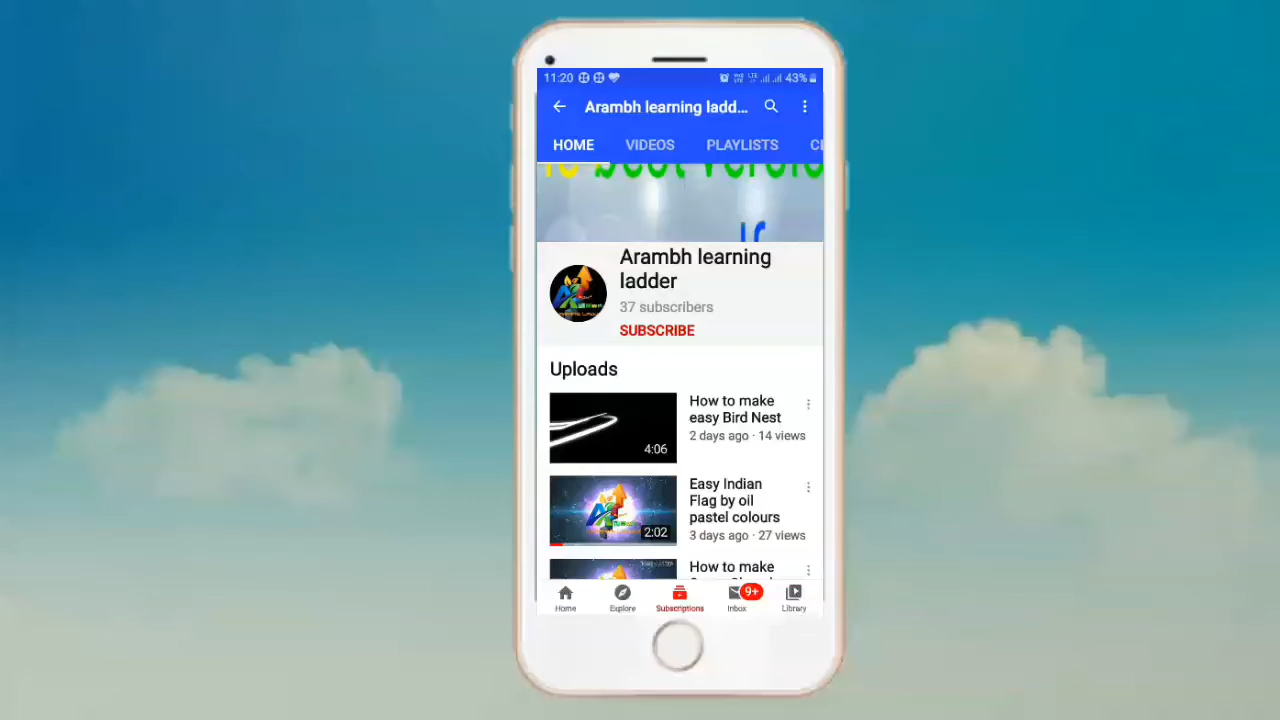 11:20 43%
Arambh learning ladd...
HOME VIDEOS PLAYLISTS
Arambh learning
ladder
37 subscribers
SUBSCRIBE
Uploads
How to make
easy Bird Nest
2 days ago · 14 views
4:06
Easy Indian
Flag by oil
pastel colours
3 days ago · 27 views
2:02
How to make
9+
Home Explore Subscriptions Inbox Library